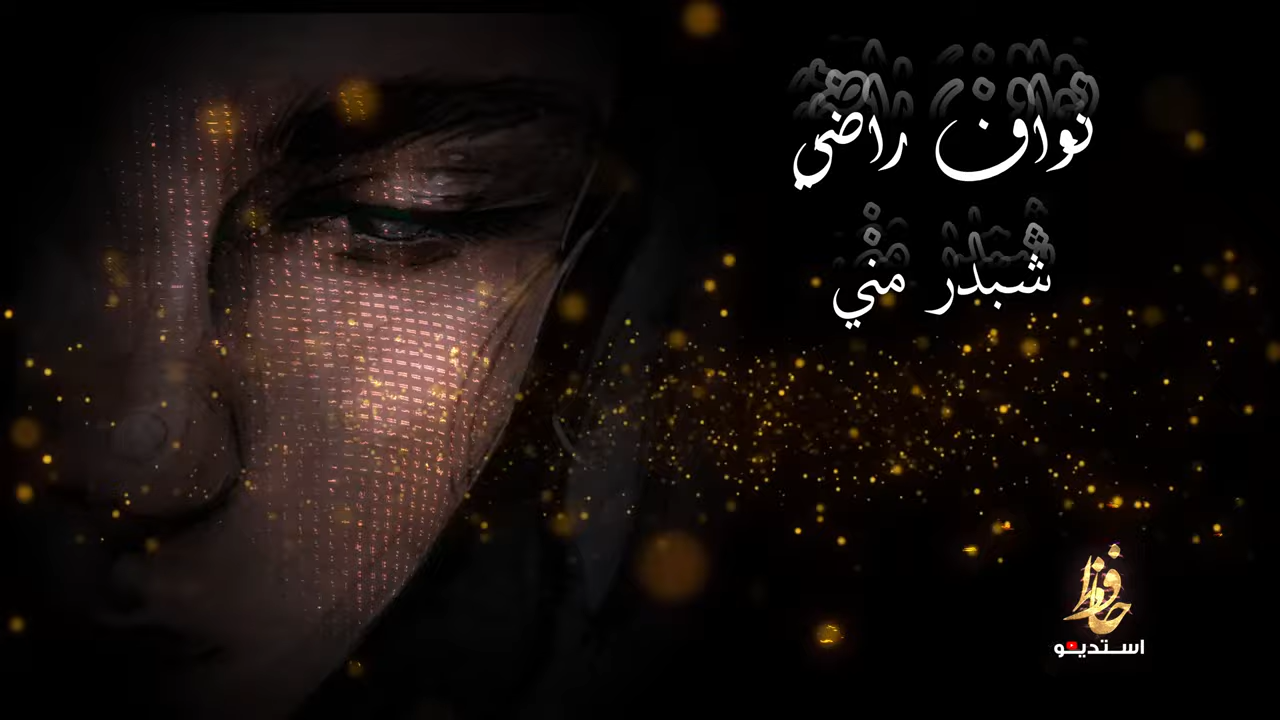 نواف راضي
شبدر مني
حافظ
استديو